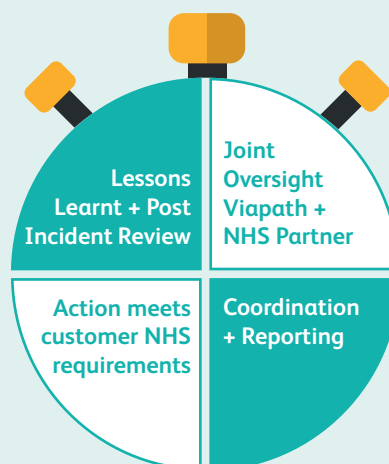 Lessons
Learnt + Post
Incident Review
Joint
Oversight
Viapath +
NHS Partner
Action meets
customer NHS
requirements
Coordination
+ Reporting